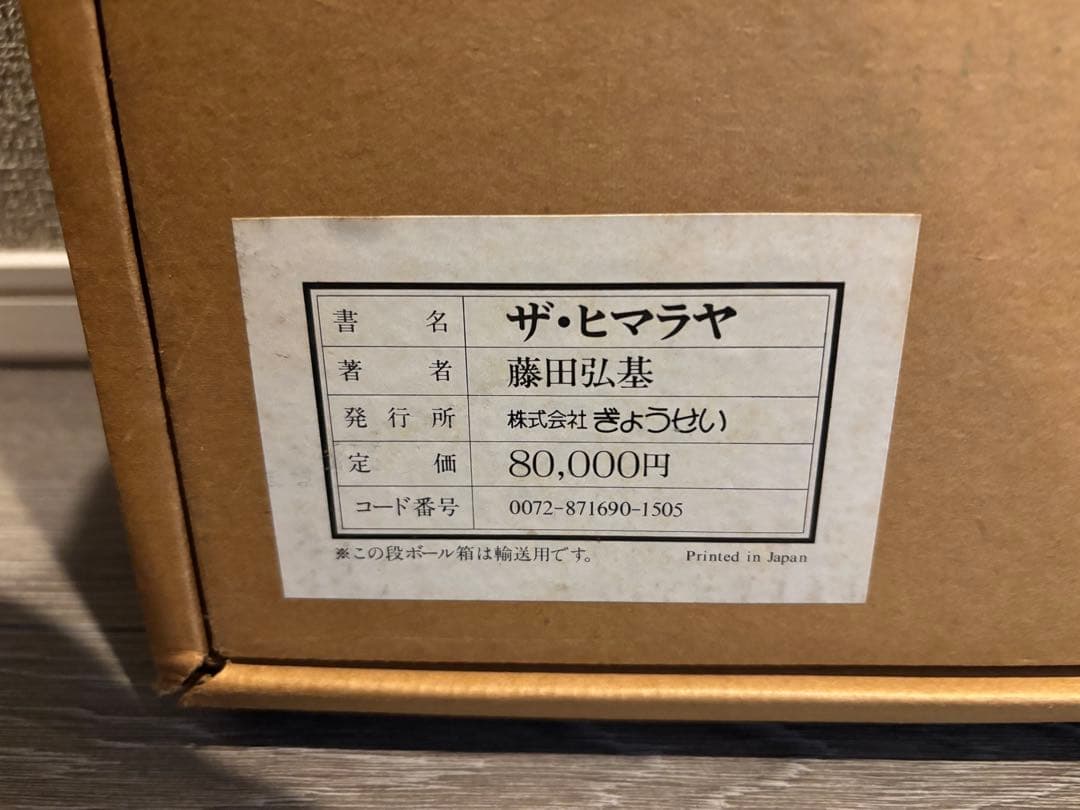 書名 ザ・ヒマラヤ
著者 藤田弘基
発行所 株式会社ぎょうせい
定価 80,000円
コード番号 0072-871690-1505
※この段ボール箱は輸送用です。 Printed in Japan